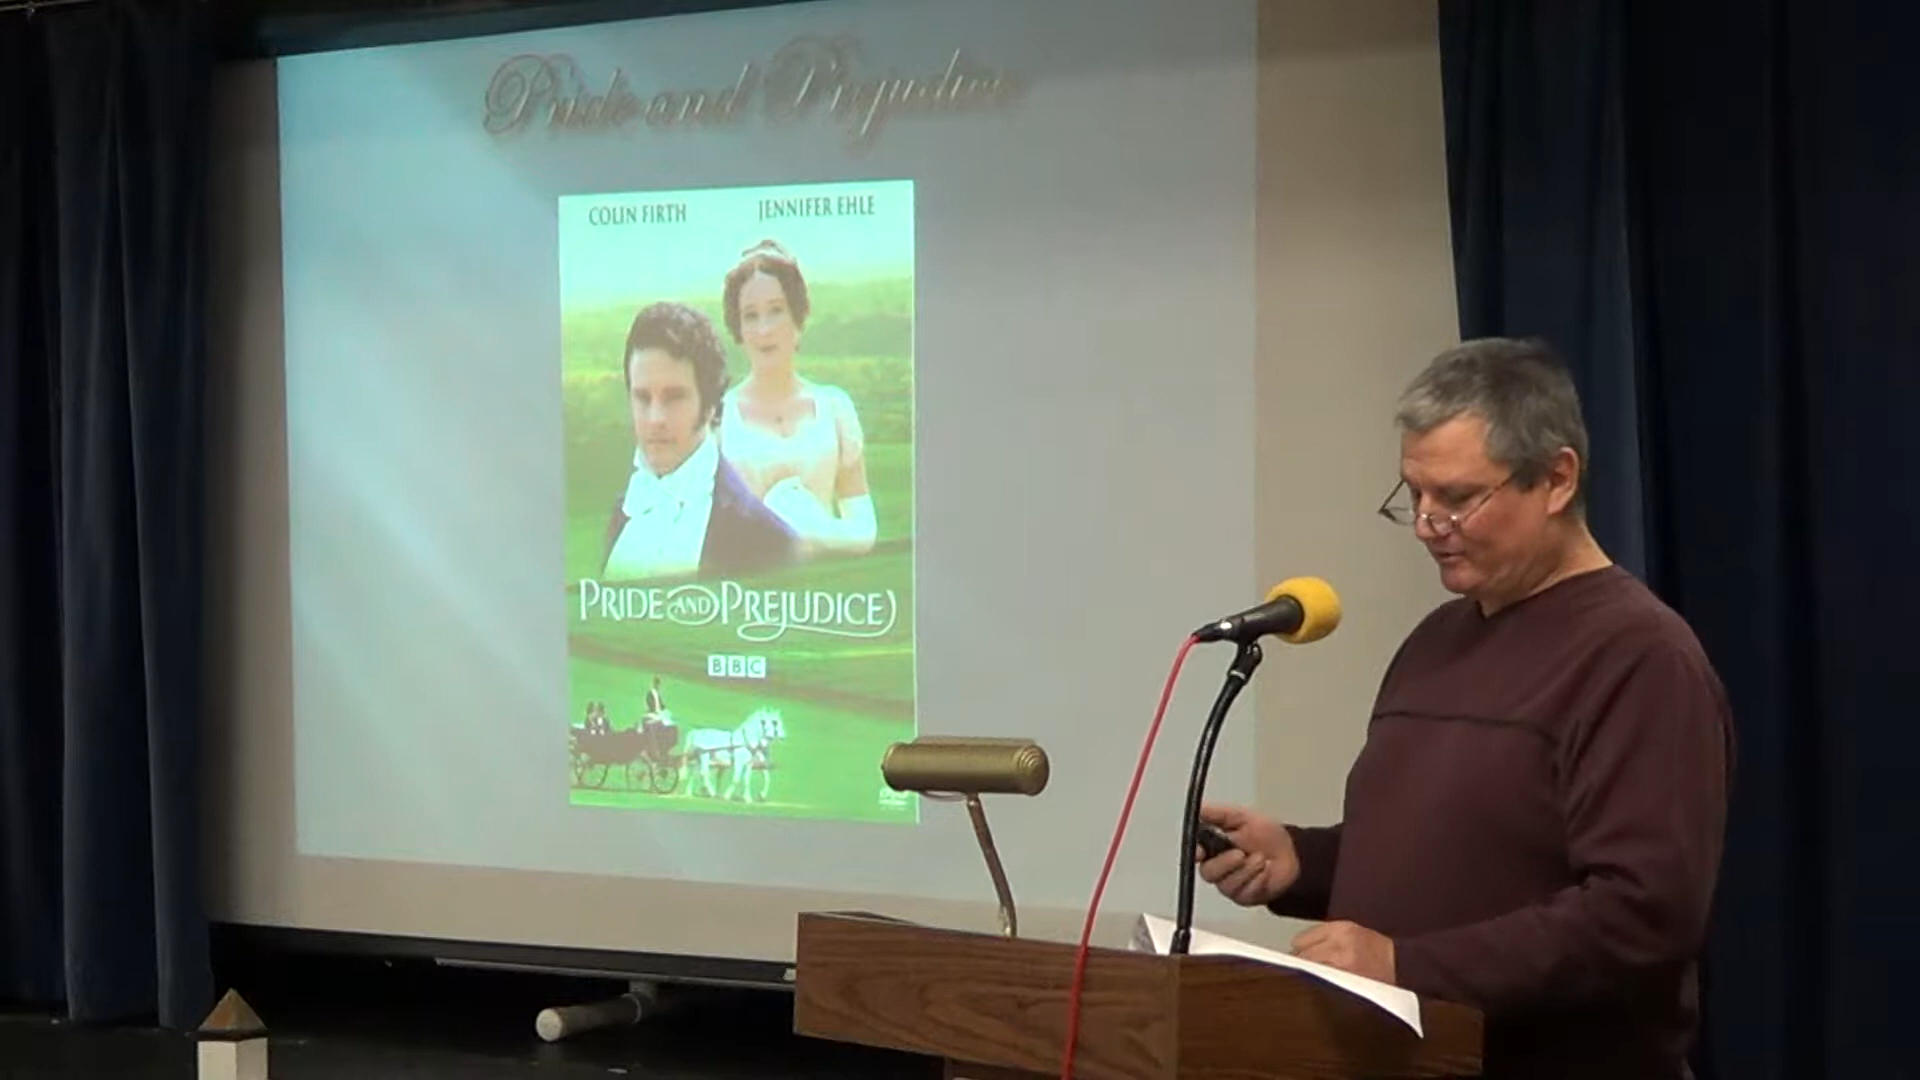 Pride and Prejudice
COLIN FIRTH JENNIFER EHLE
PRIDE AND PREJUDICE
BBC